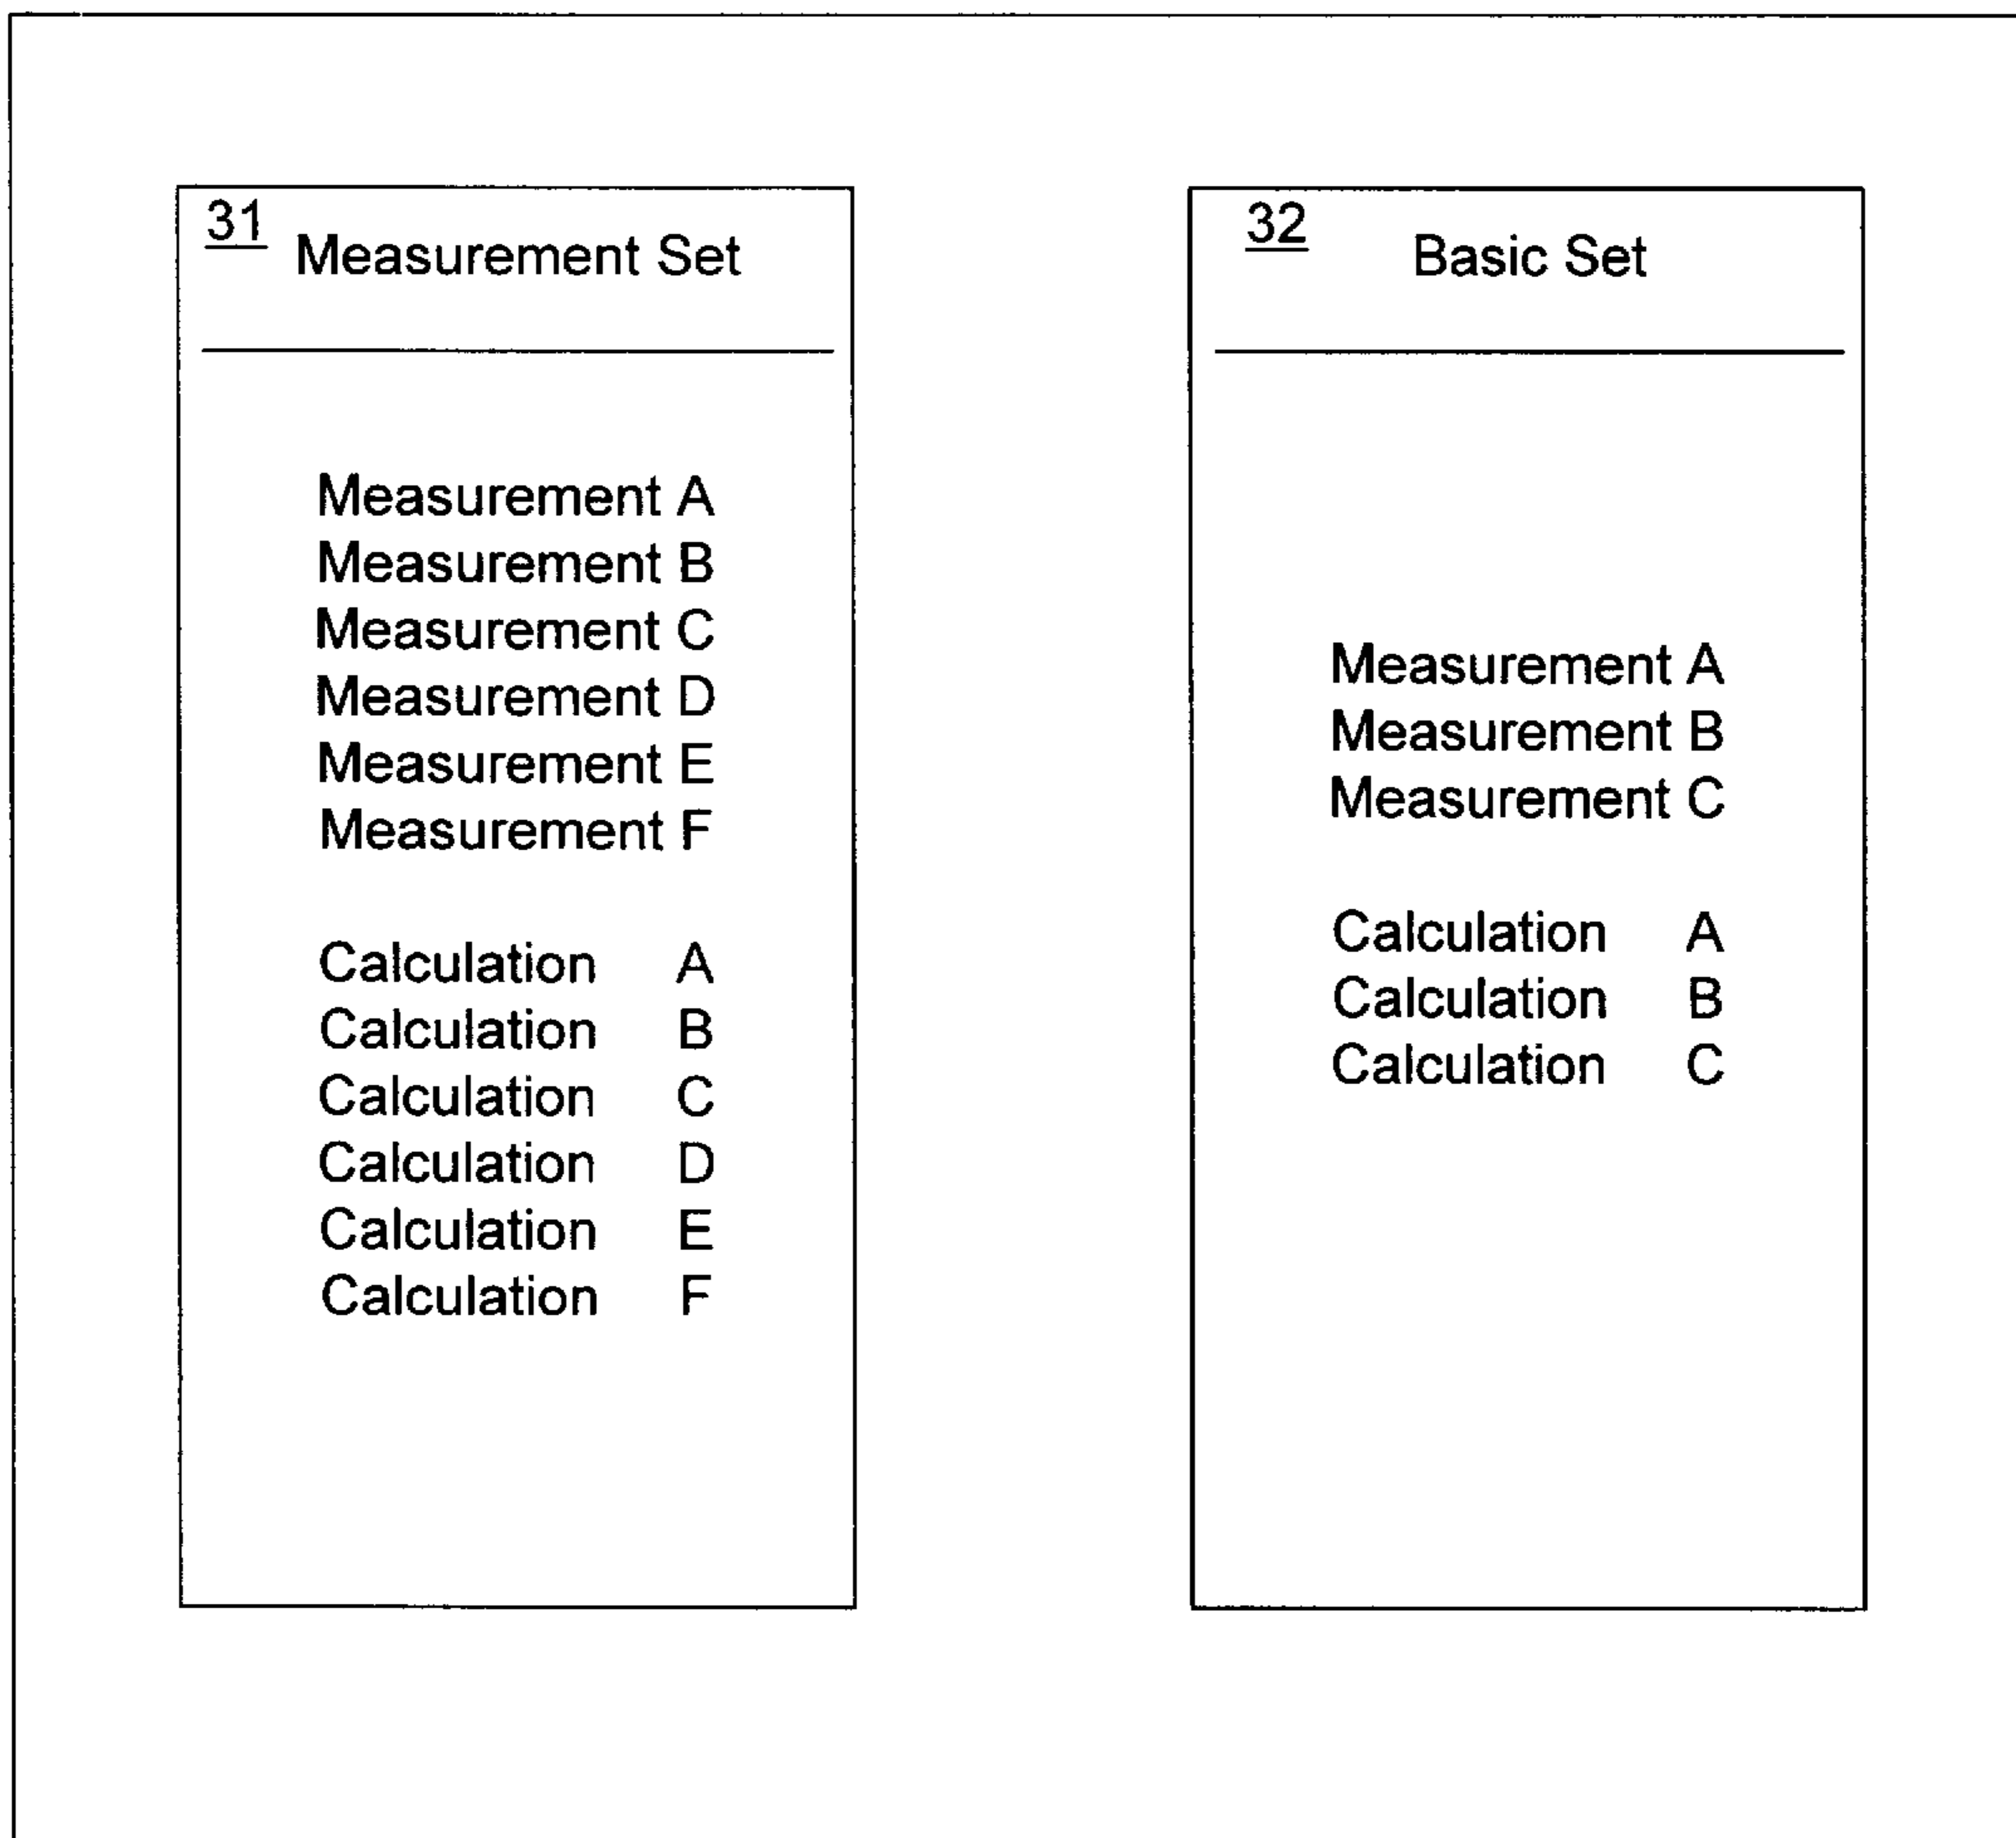 31
Measurement Set
Measurement A
Measurement B
Measurement C
Measurement D
Measurement E
Measurement F
Calculation A
Calculation B
Calculation C
Calculation D
Calculation E
Calculation F
32
Basic Set
Measurement A
Measurement B
Measurement C
Calculation A
Calculation B
Calculation C